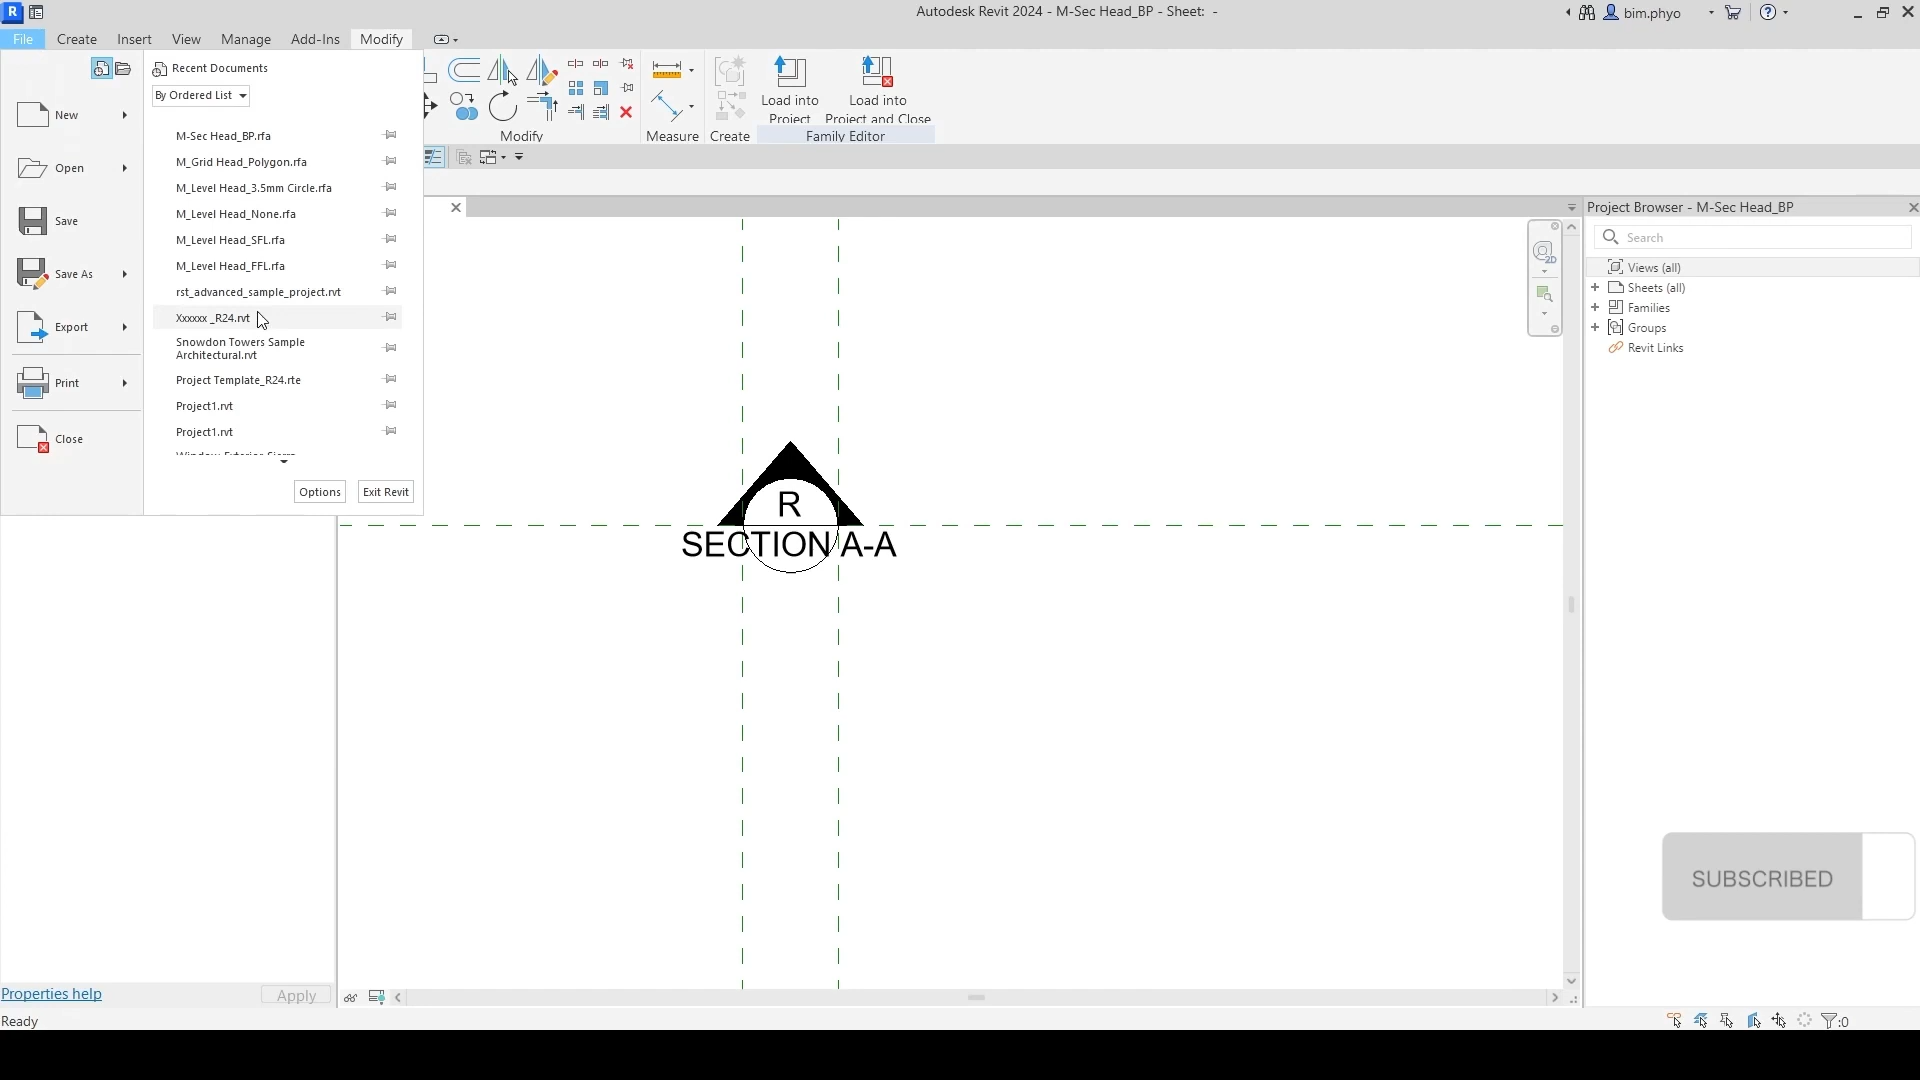 Autodesk Revit 2024 - M-Sec Head_BP - Sheet: -
bim.phyo
File Create Insert View Manage Add-Ins Modify
Recent Documents
By Ordered List
New
Open
Save
Save As
Export
Print
Close
M-Sec Head_BP.rfa
M_Grid Head_Polygon.rfa
M_Level Head_3.5mm Circle.rfa
M_Level Head_None.rfa
M_Level Head_SFL.rfa
M_Level Head_FFL.rfa
rst_advanced_sample_project.rvt
Xxxxxx _R24.rvt
Snowdon Towers Sample
Architectural.rvt
Project Template_R24.rte
Project1.rvt
Project1.rvt
Options Exit Revit
Load into
Project
Load into
Project and Close
Modify Measure Create Family Editor
R
SECTION A-A
Project Browser - M-Sec Head_BP
Search
Views (all)
Sheets (all)
Families
Groups
Revit Links
SUBSCRIBED
Properties help Apply
Ready
:0